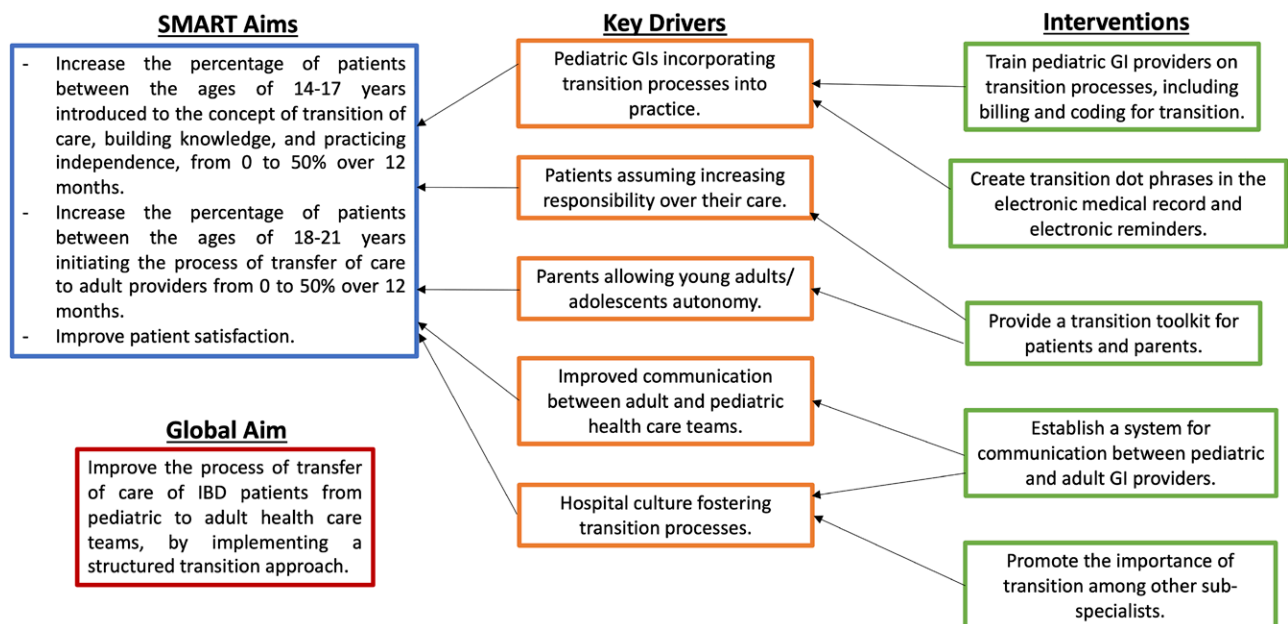 SMART Aims
- Increase the percentage of patients
between the ages of 14-17 years
introduced to the concept of transition of
care, building knowledge, and practicing
independence, from 0 to 50% over 12
months.
- Increase the percentage of patients
between the ages of 18-21 years
initiating the process of transfer of care
to adult providers from 0 to 50% over 12
months.
- Improve patient satisfaction.
Global Aim
Improve the process of transfer
of care of IBD patients from
pediatric to adult health care
teams, by implementing a
structured transition approach.
Key Drivers
Pediatric GIs incorporating
transition processes into
practice.
Patients assuming increasing
responsibility over their care.
Parents allowing young adults/
adolescents autonomy.
Improved communication
between adult and pediatric
health care teams.
Hospital culture fostering
transition processes.
Interventions
Train pediatric GI providers on
transition processes, including
billing and coding for transition.
Create transition dot phrases in the
electronic medical record and
electronic reminders.
Provide a transition toolkit for
patients and parents.
Establish a system for
communication between pediatric
and adult GI providers.
Promote the importance of
transition among other sub-
specialists.